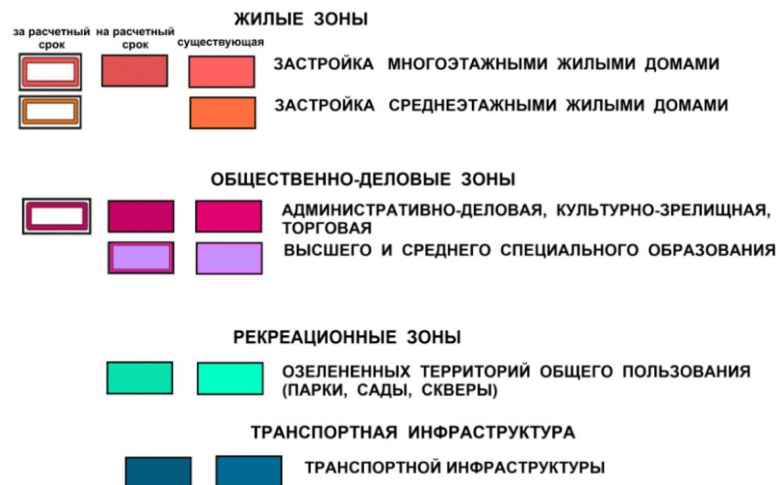 ЖИЛЫЕ ЗОНЫ
за расчетный срок
на расчетный срок
существующая
ЗАСТРОЙКА МНОГОЭТАЖНЫМИ ЖИЛЫМИ ДОМАМИ
ЗАСТРОЙКА СРЕДНЕЭТАЖНЫМИ ЖИЛЫМИ ДОМАМИ
ОБЩЕСТВЕННО-ДЕЛОВЫЕ ЗОНЫ
АДМИНИСТРАТИВНО-ДЕЛОВАЯ, КУЛЬТУРНО-ЗРЕЛИЩНАЯ,
ТОРГОВАЯ
ВЫСШЕГО И СРЕДНЕГО СПЕЦИАЛЬНОГО ОБРАЗОВАНИЯ
РЕКРЕАЦИОННЫЕ ЗОНЫ
ОЗЕЛЕНЕННЫХ ТЕРРИТОРИЙ ОБЩЕГО ПОЛЬЗОВАНИЯ
(ПАРКИ, САДЫ, СКВЕРЫ)
ТРАНСПОРТНАЯ ИНФРАСТРУКТУРА
ТРАНСПОРТНОЙ ИНФРАСТРУКТУРЫ